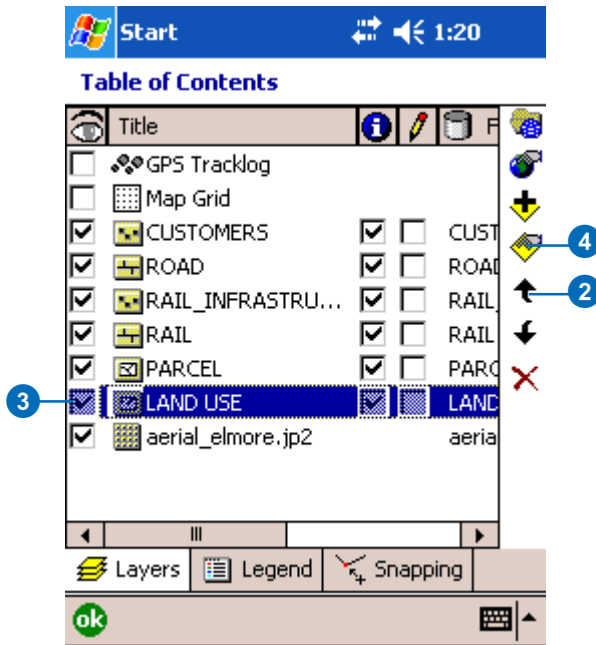 Start 1:20
Table of Contents
Title F
GPS Tracklog
Map Grid
CUSTOMERS CUST
ROAD ROAD
RAIL_INFRASTRU... RAIL_
RAIL RAIL
PARCEL PARC
LAND USE LAND
aerial_elmore.jp2 aeria
4
2
3
Layers Legend Snapping
ok